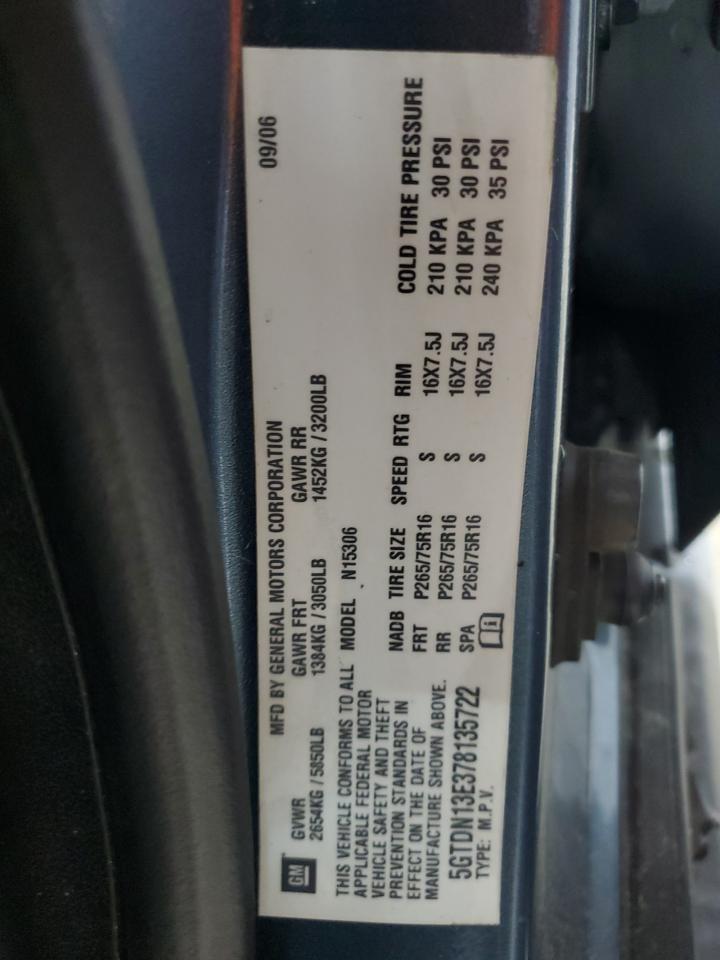 MFD BY GENERAL MOTORS CORPORATION 09/06
GM
GVWR GAWR FRT GAWR RR
2654KG / 5850LB 1384KG / 3050LB 1452KG / 3200LB
THIS VEHICLE CONFORMS TO ALL
APPLICABLE FEDERAL MOTOR
VEHICLE SAFETY AND THEFT
PREVENTION STANDARDS IN
EFFECT ON THE DATE OF
MANUFACTURE SHOWN ABOVE.
5GTDN13E378135722
TYPE: M.P.V.
MODEL N15306
NADB TIRE SIZE SPEED RTG RIM COLD TIRE PRESSURE
FRT P265/75R16 S 16X7.5J 210 KPA 30 PSI
RR P265/75R16 S 16X7.5J 210 KPA 30 PSI
SPA P265/75R16 S 16X7.5J 240 KPA 35 PSI